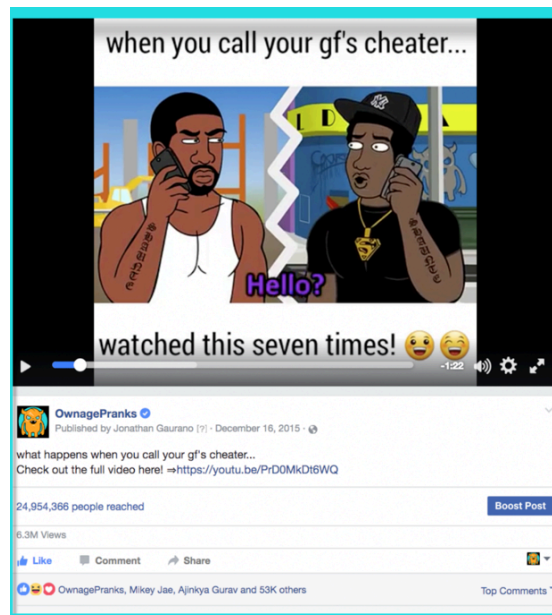 when you call your gf's cheater...
L D A
Hello?
watched this seven times! 😀 😄
-1:22
OwnagePranks
Published by Jonathan Gaurano [?] · December 16, 2015 ·
what happens when you call your gf's cheater...
Check out the full video here! ⇒https://youtu.be/PrD0MkDt6WQ
24,954,366 people reached
Boost Post
6.3M Views
Like Comment Share
OwnagePranks, Mikey Jae, Ajinkya Gurav and 53K others
Top Comments